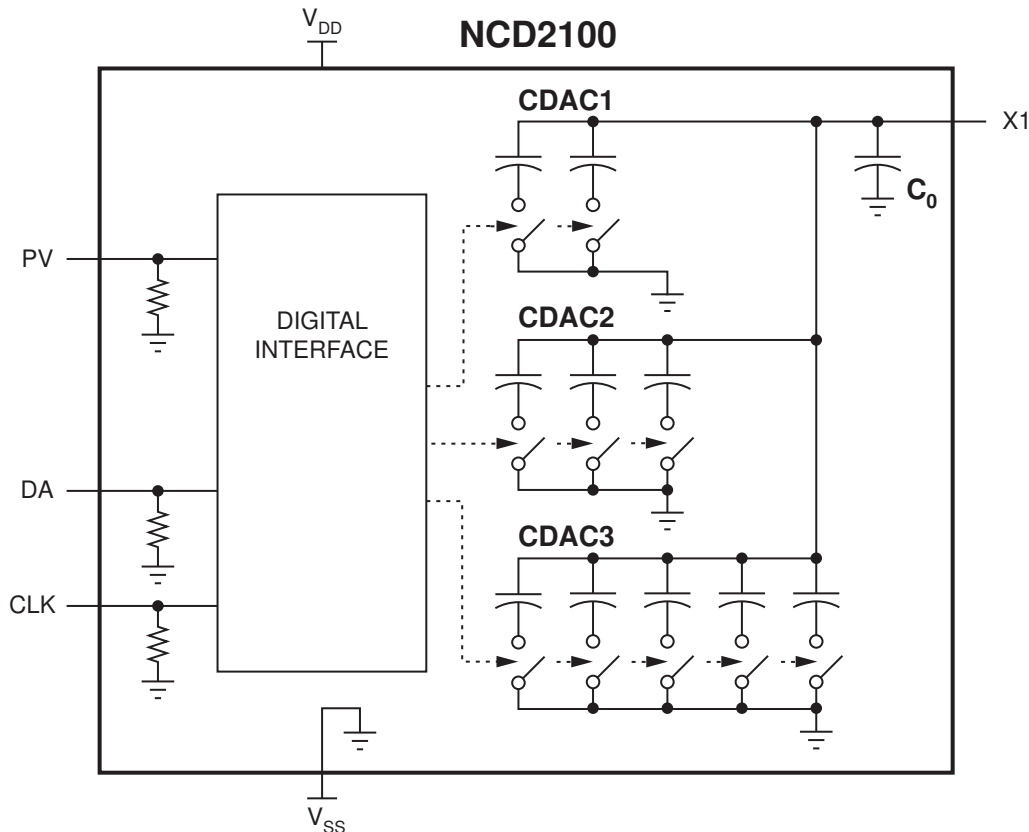 V_DD
NCD2100
CDAC1
X1
C_0
PV
DIGITAL
INTERFACE
CDAC2
DA
CDAC3
CLK
V_SS